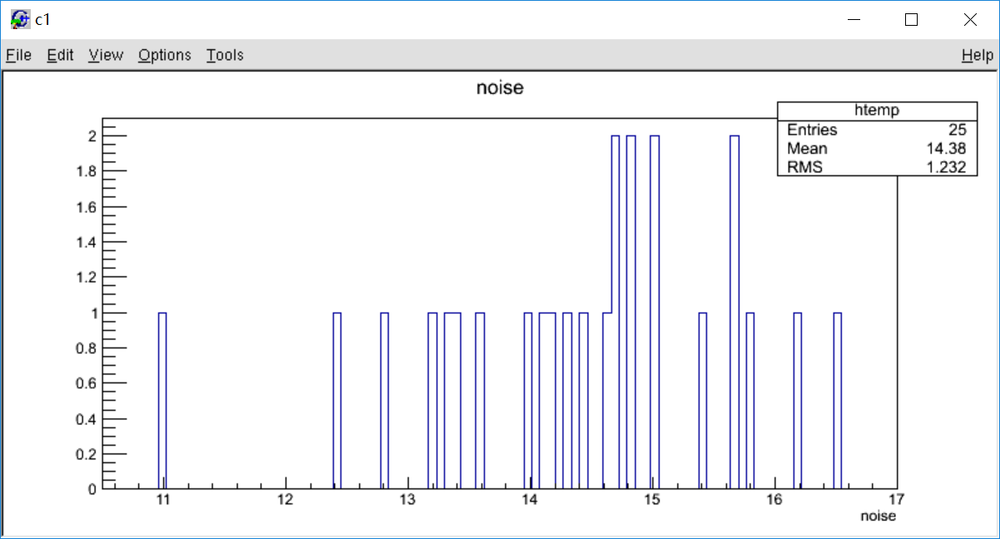 c1
File Edit View Options Tools Help
noise
htemp
Entries 25
Mean 14.38
RMS 1.232
2
1.8
1.6
1.4
1.2
1
0.8
0.6
0.4
0.2
0
11 12 13 14 15 16 17
noise